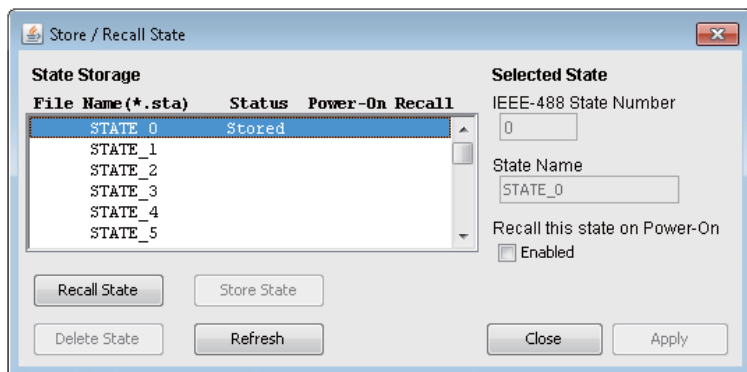 Store / Recall State
State Storage
File Name(*.sta) Status Power-On Recall
STATE_0 Stored
STATE_1
STATE_2
STATE_3
STATE_4
STATE_5
Recall State Store State
Delete State Refresh
Selected State
IEEE-488 State Number
0
State Name
STATE_0
Recall this state on Power-On
Enabled
Close Apply